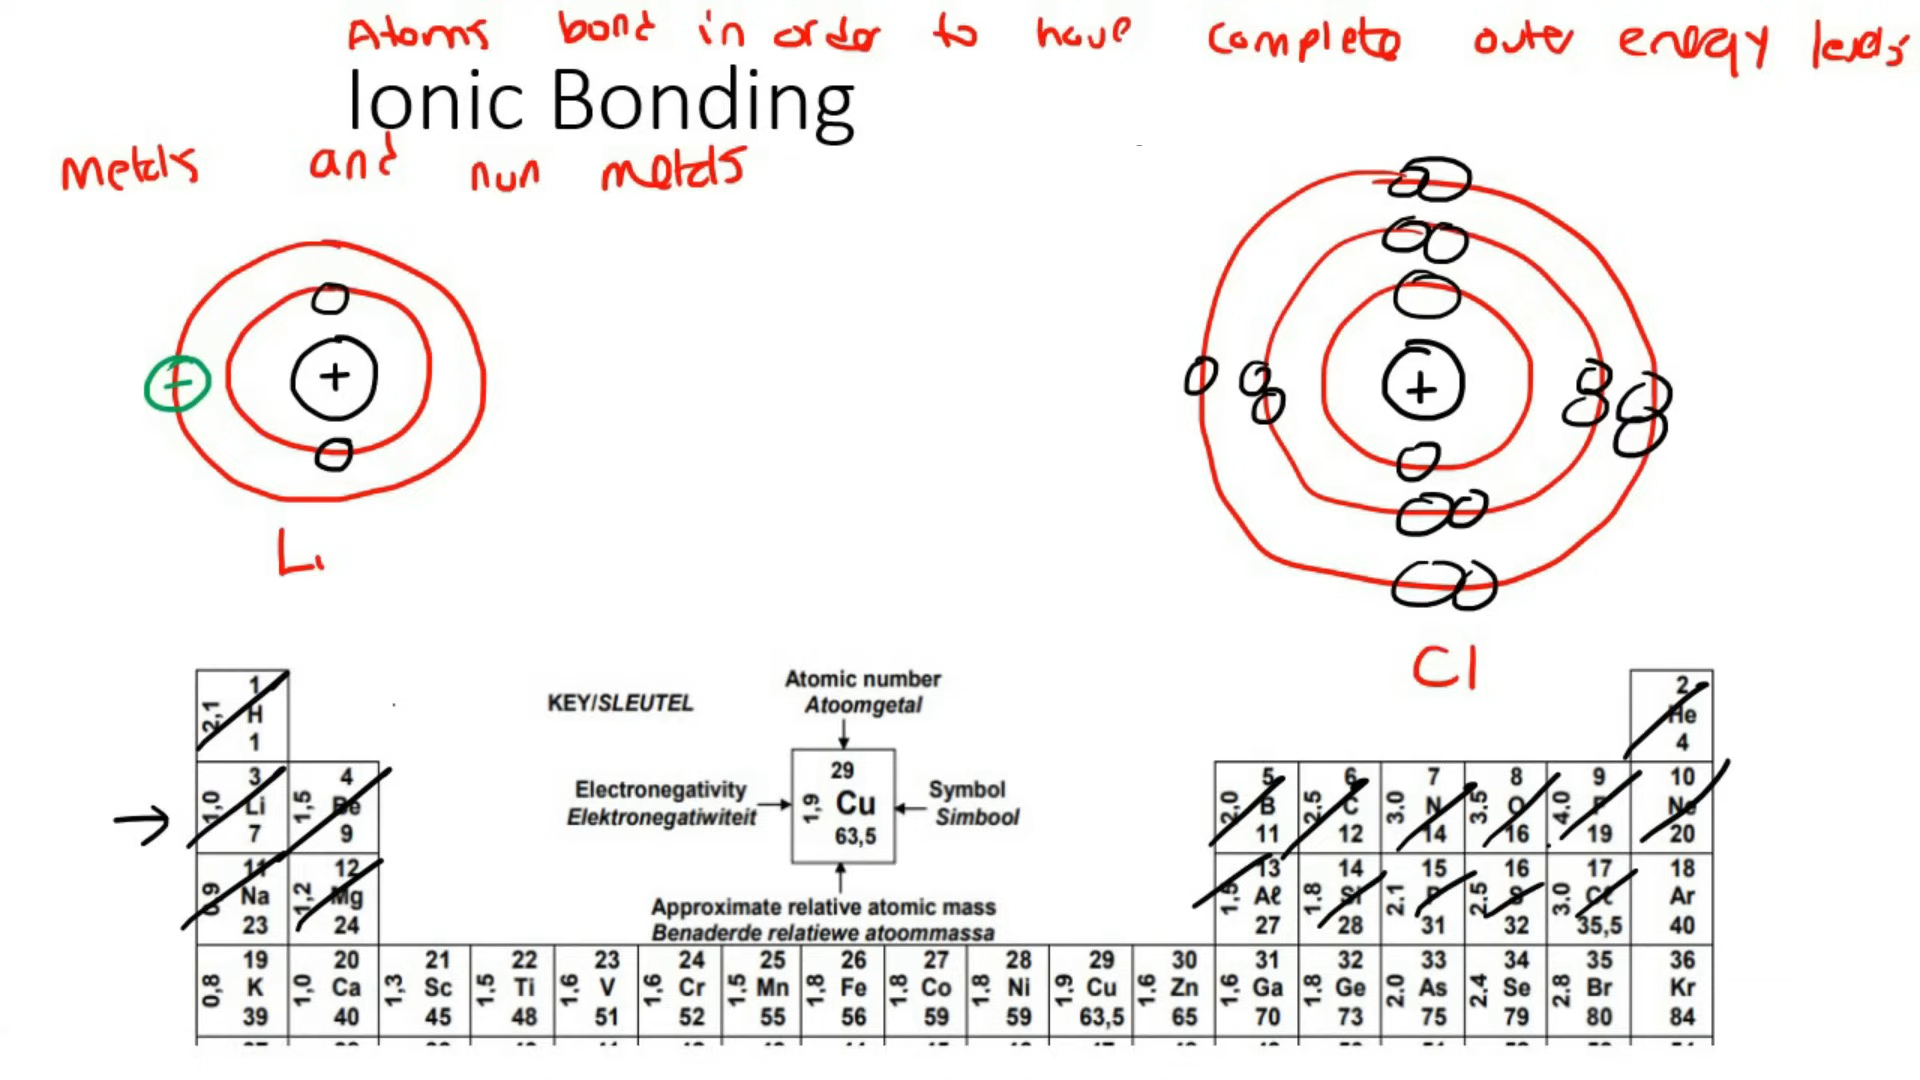 Atoms bond in order to have complete outer energy levels
Ionic Bonding
metals and nun metals
+
+
+
Li
Cl
KEY/SLEUTEL
Atomic number
Atoomgetal
29
1,9 Cu
63,5
Electronegativity
Elektronegatiwiteit
Symbol
Simbool
Approximate relative atomic mass
Benaderde relatiewe atoommassa
1 2
2,1 H He
1 4
3 4 5 6 7 8 9 10
1,0 Li 1,5 Be 2,0 B 2,5 C 3,0 N 3,5 O 4,0 F Ne
7 9 11 12 14 16 19 20
11 12 13 14 15 16 17 18
0,9 Na 1,2 Mg 1,5 Aℓ 1,8 Si 2,1 P 2,5 S 3,0 Cℓ Ar
23 24 27 28 31 32 35,5 40
19 20 21 22 23 24 25 26 27 28 29 30 31 32 33 34 35 36
0,8 K 1,0 Ca 1,3 Sc 1,5 Ti 1,6 V 1,6 Cr 1,5 Mn 1,8 Fe 1,8 Co 1,8 Ni 1,9 Cu 1,6 Zn 1,6 Ga 1,8 Ge 2,0 As 2,4 Se 2,8 Br Kr
39 40 45 48 51 52 55 56 59 59 63,5 65 70 73 75 79 80 84